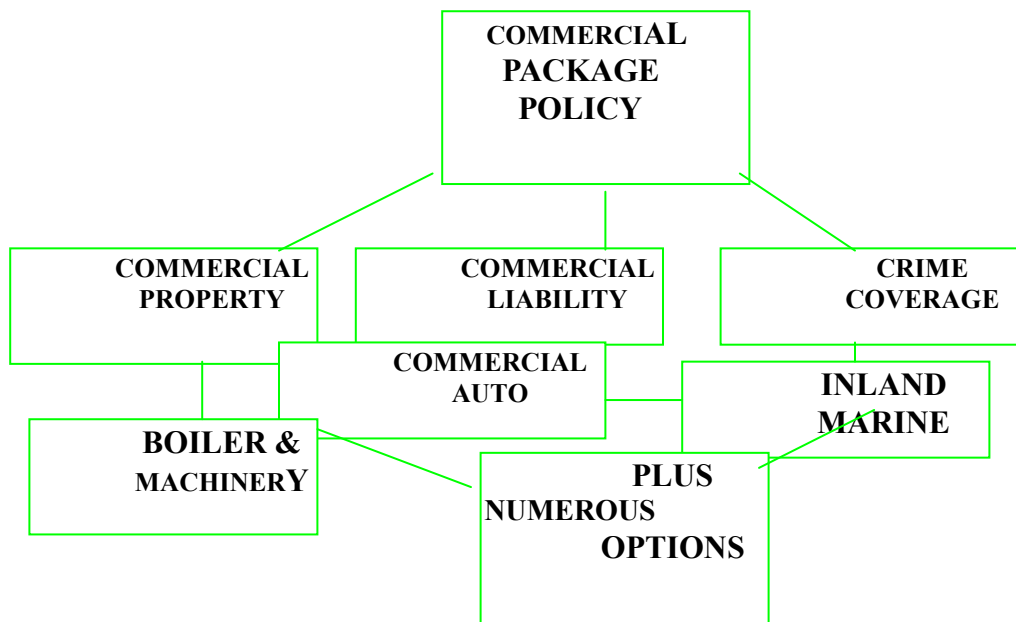 COMMERCIAL
PACKAGE
POLICY
COMMERCIAL
PROPERTY
COMMERCIAL
LIABILITY
CRIME
COVERAGE
COMMERCIAL
AUTO
INLAND
MARINE
BOILER &
MACHINERY
PLUS
NUMEROUS
OPTIONS